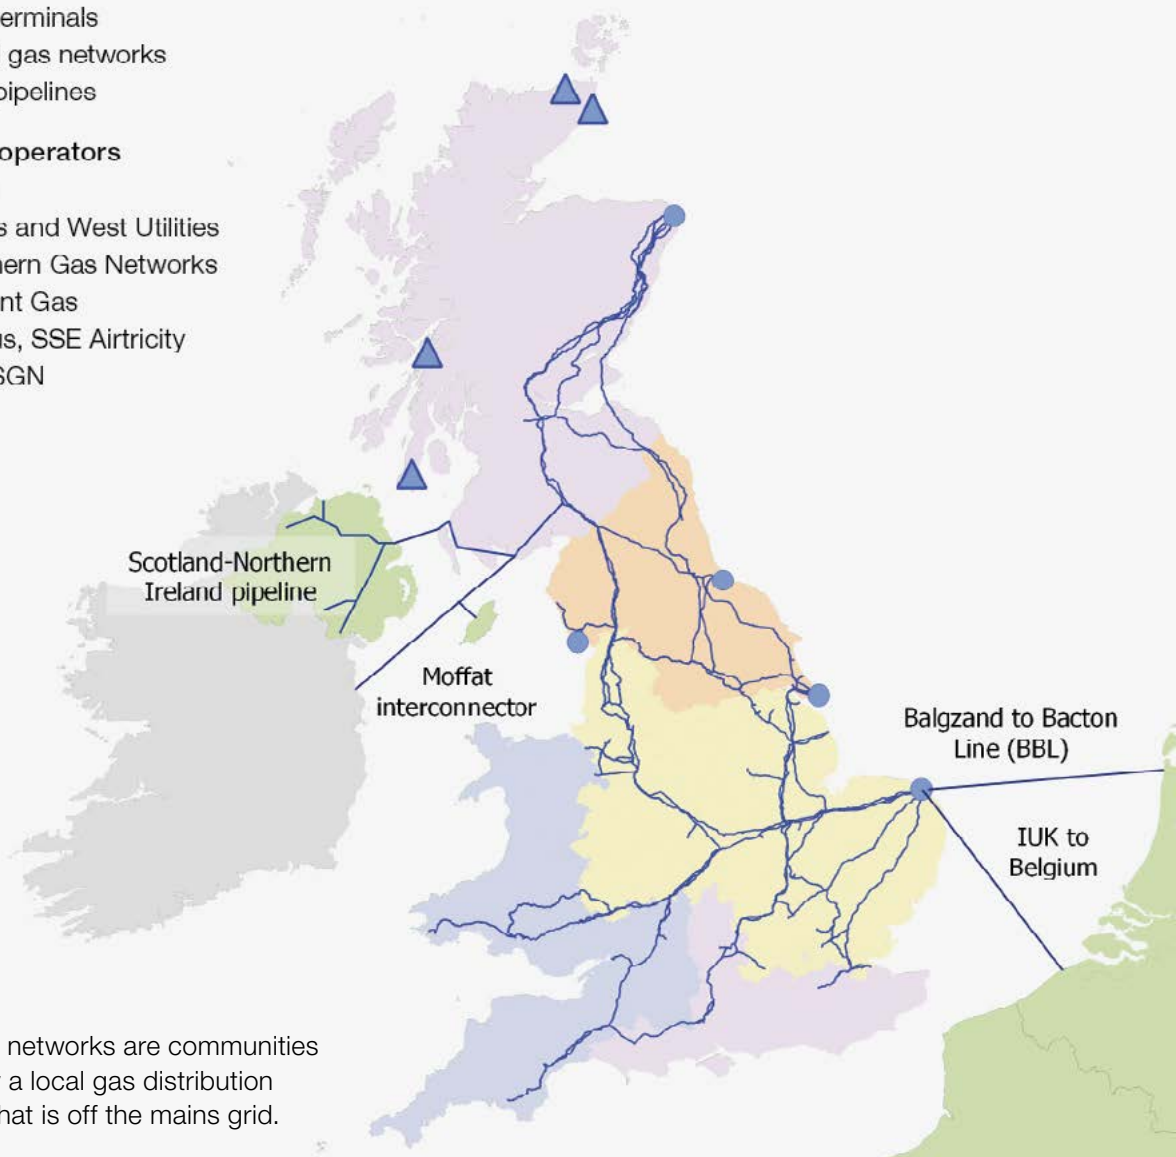 erminals
gas networks
pipelines
operators
s and West Utilities
hern Gas Networks
nt Gas
us, SSE Airtricity
SGN
Scotland-Northern
Ireland pipeline
Moffat
interconnector
Balgzand to Bacton
Line (BBL)
IUK to
Belgium
networks are communities
a local gas distribution
hat is off the mains grid.